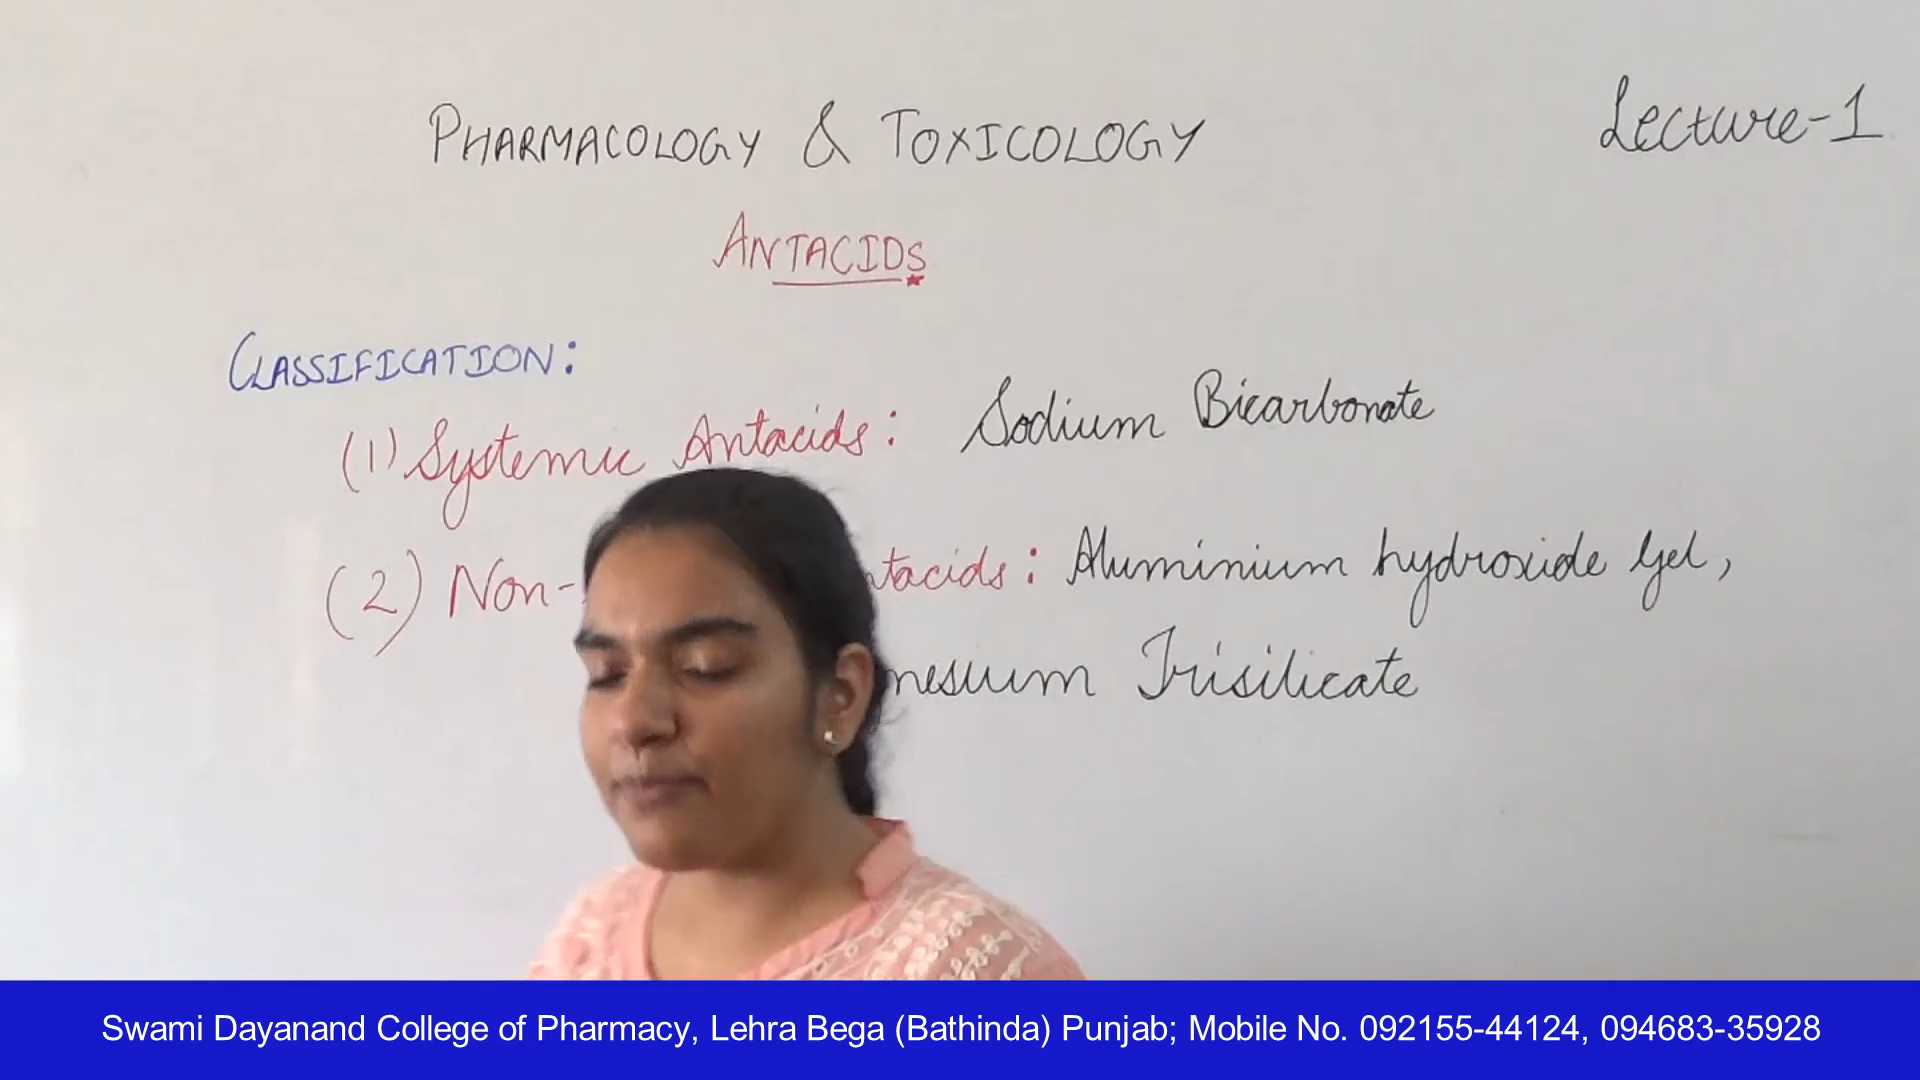 PHARMACOLOGY & TOXICOLOGY
Lecture-1
ANTACIDS
CLASSIFICATION:
(1) Systemic Antacids: Sodium Bicarbonate
(2) Non- tacids: Aluminium hydroxide Gel,
nesium Trisilicate
Swami Dayanand College of Pharmacy, Lehra Bega (Bathinda) Punjab; Mobile No. 092155-44124, 094683-35928